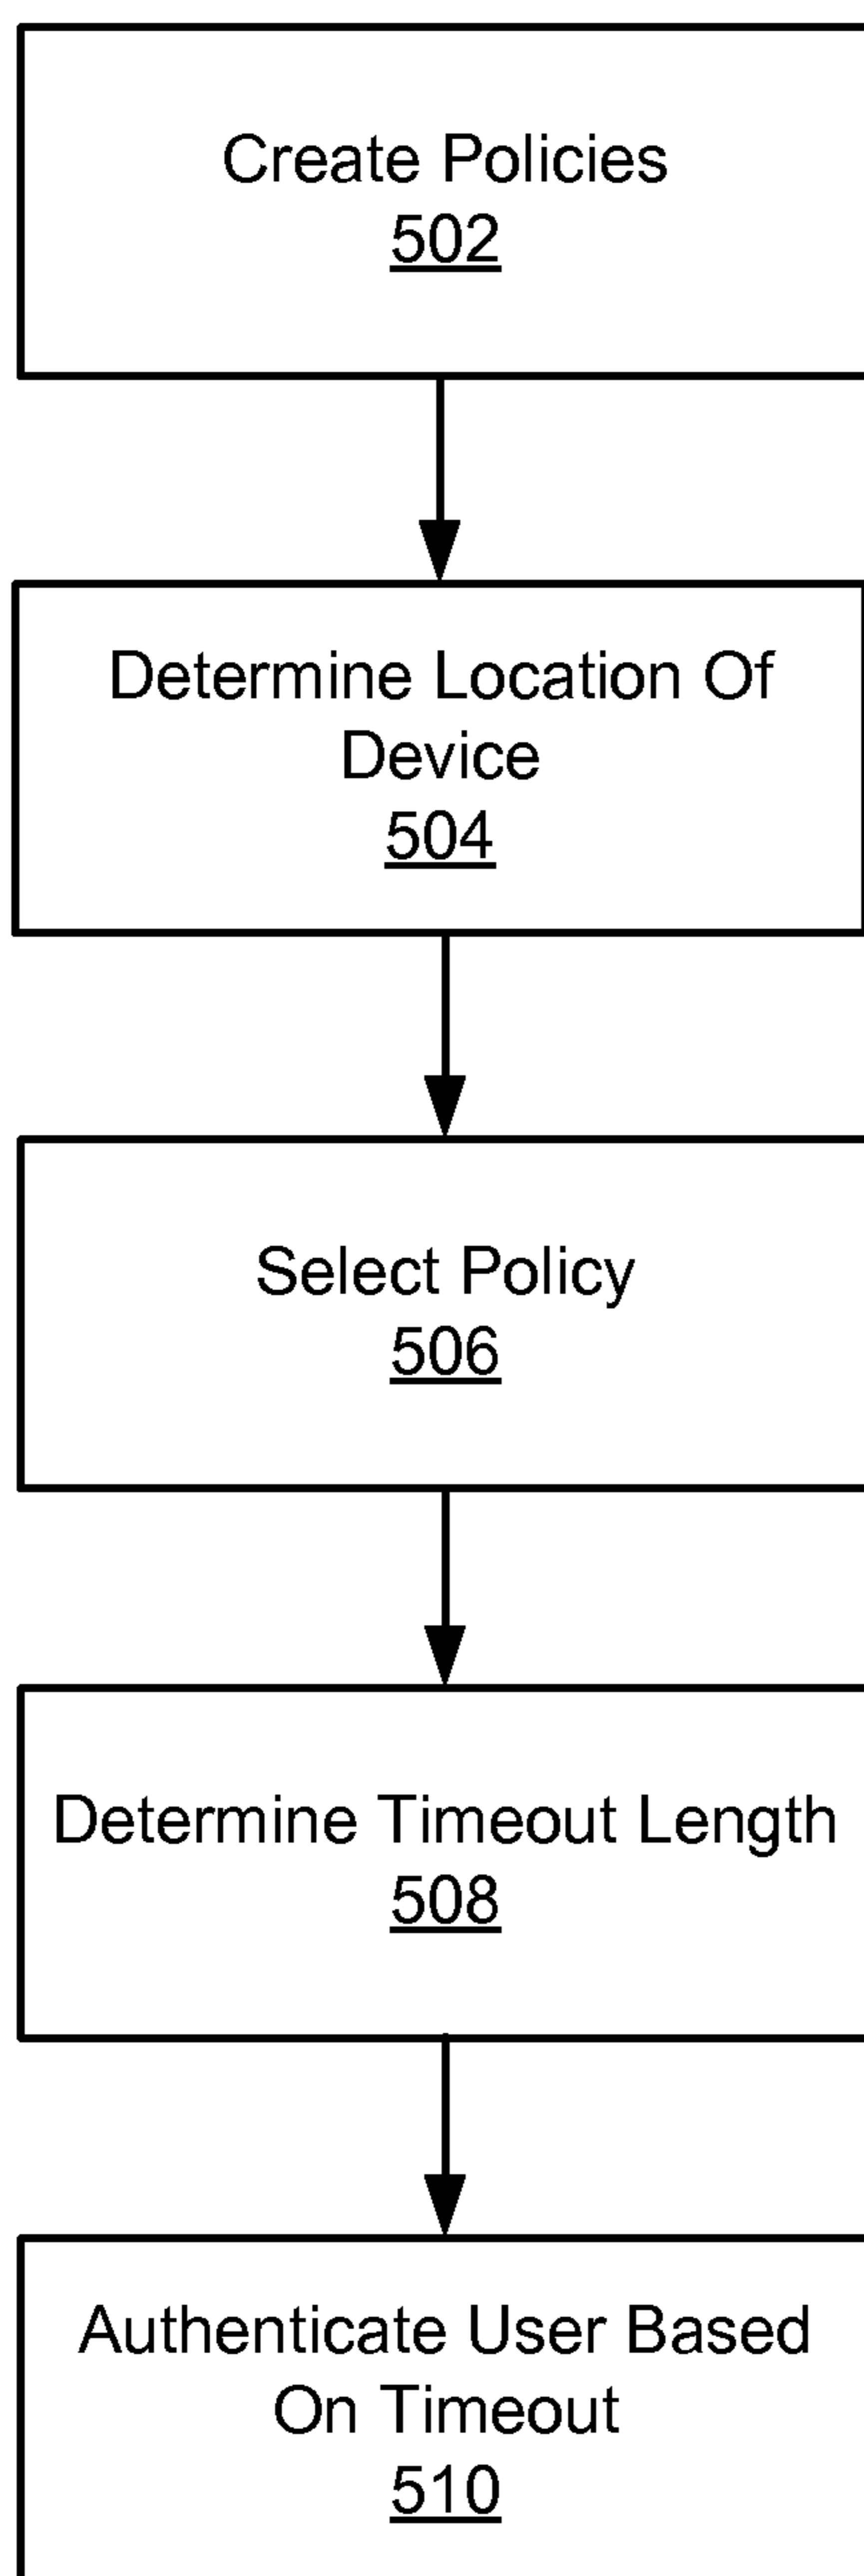 Create Policies
502
Determine Location Of
Device
504
Select Policy
506
Determine Timeout Length
508
Authenticate User Based
On Timeout
510